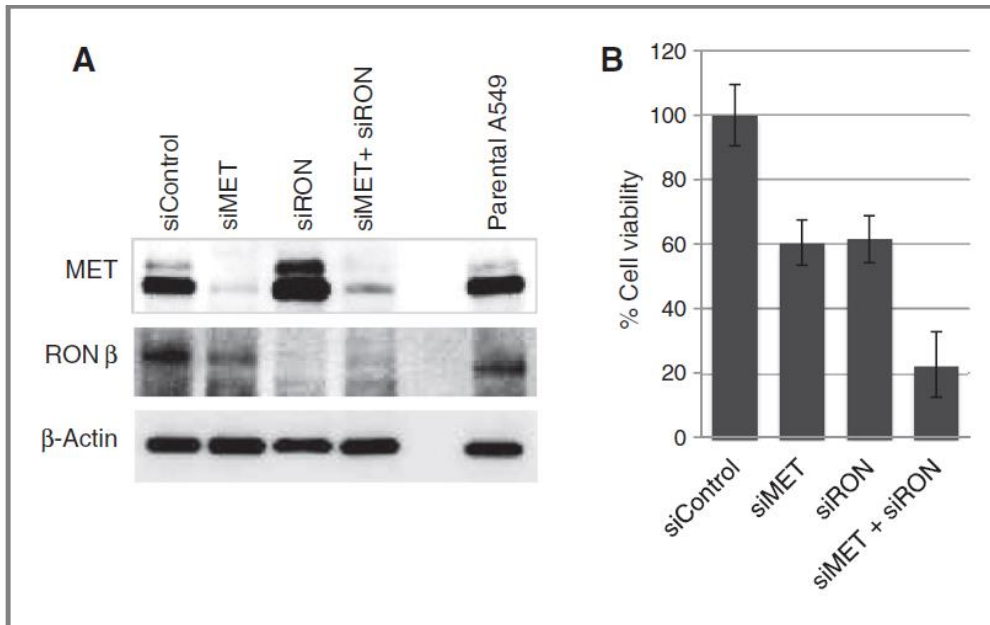 A
siControl
siMET
siRON
siMET+ siRON
Parental A549
MET
RON β
β-Actin
B
% Cell viability
120
100
80
60
40
20
0
siControl
siMET
siRON
siMET + siRON